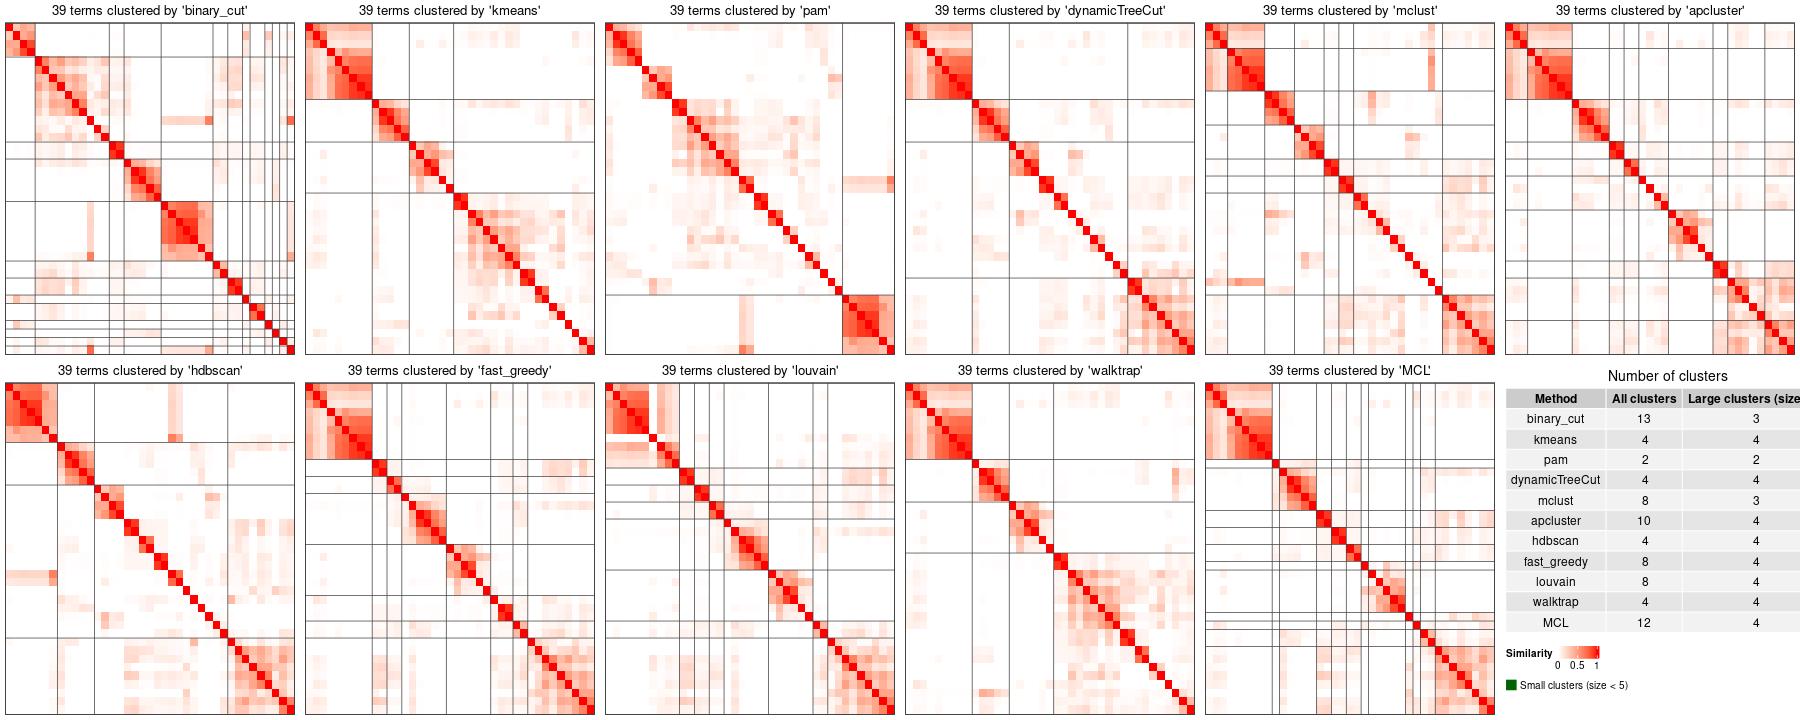 39 terms clustered by 'binary_cut'
39 terms clustered by 'kmeans'
39 terms clustered by 'pam'
39 terms clustered by 'dynamicTreeCut'
39 terms clustered by 'mclust'
39 terms clustered by 'apcluster'
39 terms clustered by 'hdbscan'
39 terms clustered by 'fast_greedy'
39 terms clustered by 'louvain'
39 terms clustered by 'walktrap'
39 terms clustered by 'MCL'
Number of clusters
Method All clusters Large clusters (size
binary_cut 13 3
kmeans 4 4
pam 2 2
dynamicTreeCut 4 4
mclust 8 3
apcluster 10 4
hdbscan 4 4
fast_greedy 8 4
louvain 8 4
walktrap 4 4
MCL 12 4
Similarity
0 0.5 1
Small clusters (size < 5)